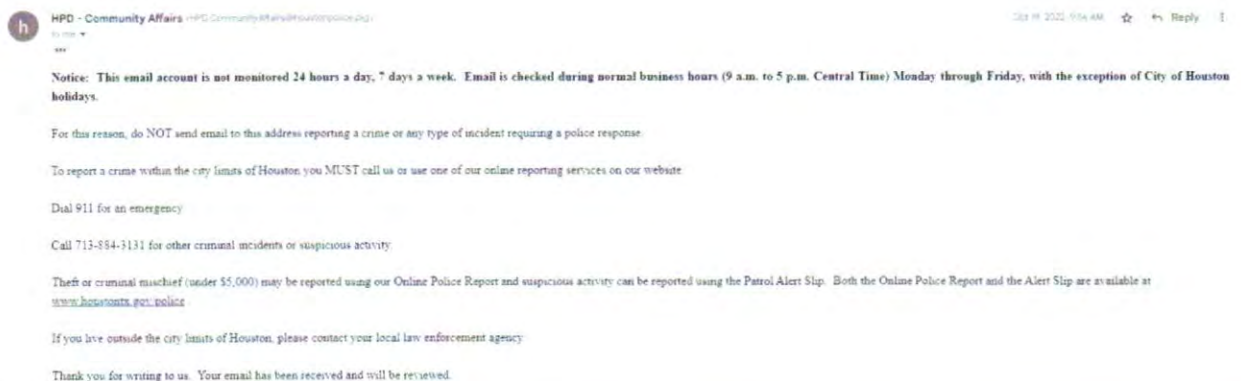 h
HPD - Community Affairs
to me
Reply
Notice: This email account is not monitored 24 hours a day, 7 days a week. Email is checked during normal business hours (9 a.m. to 5 p.m. Central Time) Monday through Friday, with the exception of City of Houston
holidays.
For this reason, do NOT send email to this address reporting a crime or any type of incident requiring a police response.
To report a crime within the city limits of Houston you MUST call us or use one of our online reporting services on our website.
Dial 911 for an emergency
Call 713-884-3131 for other criminal incidents or suspicious activity
Theft or criminal mischief (under $5,000) may be reported using our Online Police Report and suspicious activity can be reported using the Patrol Alert Slip. Both the Online Police Report and the Alert Slip are available at
www.houstontx.gov/police
If you live outside the city limits of Houston, please contact your local law enforcement agency
Thank you for writing to us. Your email has been received and will be reviewed.